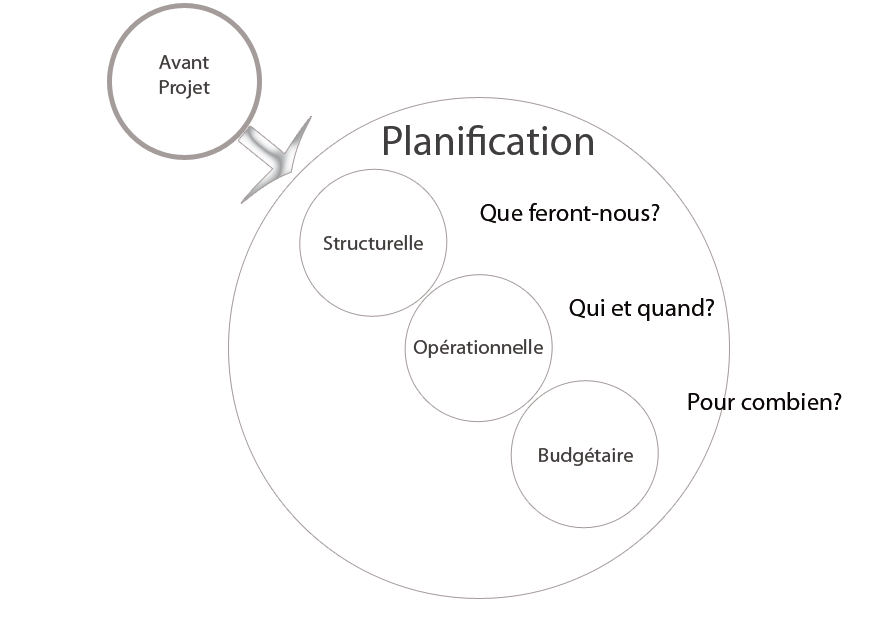 Avant
Projet
Planification
Que feront-nous?
Structurelle
Qui et quand?
Opérationnelle
Pour combien?
Budgétaire